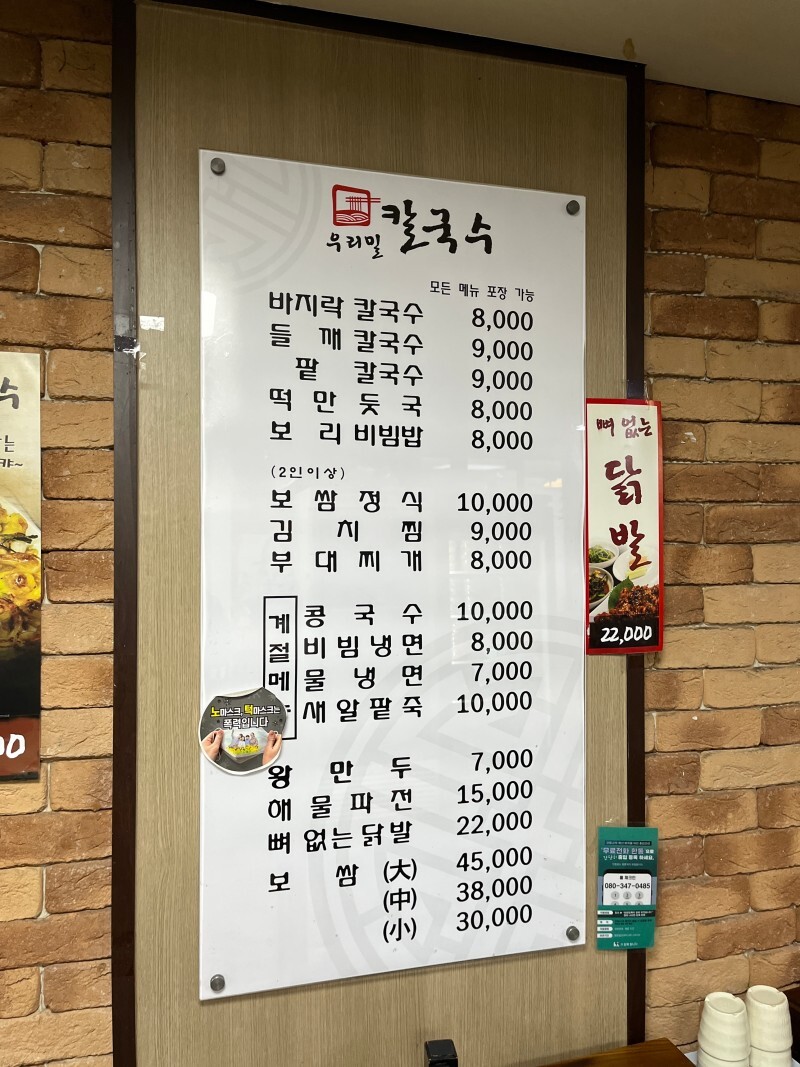 우리밀 칼국수
모든 메뉴 포장 가능
바지락 칼국수 8,000
들깨 칼국수 9,000
팥 칼국수 9,000
떡만둣국 8,000
보리비빔밥 8,000
(2인이상)
보쌈정식 10,000
김치찜 9,000
부대찌개 8,000
계절메
콩국수 10,000
비빔냉면 8,000
물냉면 7,000
새알팥죽 10,000
노마스크, 턱마스크는
폭력입니다
왕만두 7,000
해물파전 15,000
뼈없는닭발 22,000
보쌈 (大) 45,000
(中) 38,000
(小) 30,000
뼈 없는
닭
발
22,000
수
는
00
080-347-0485